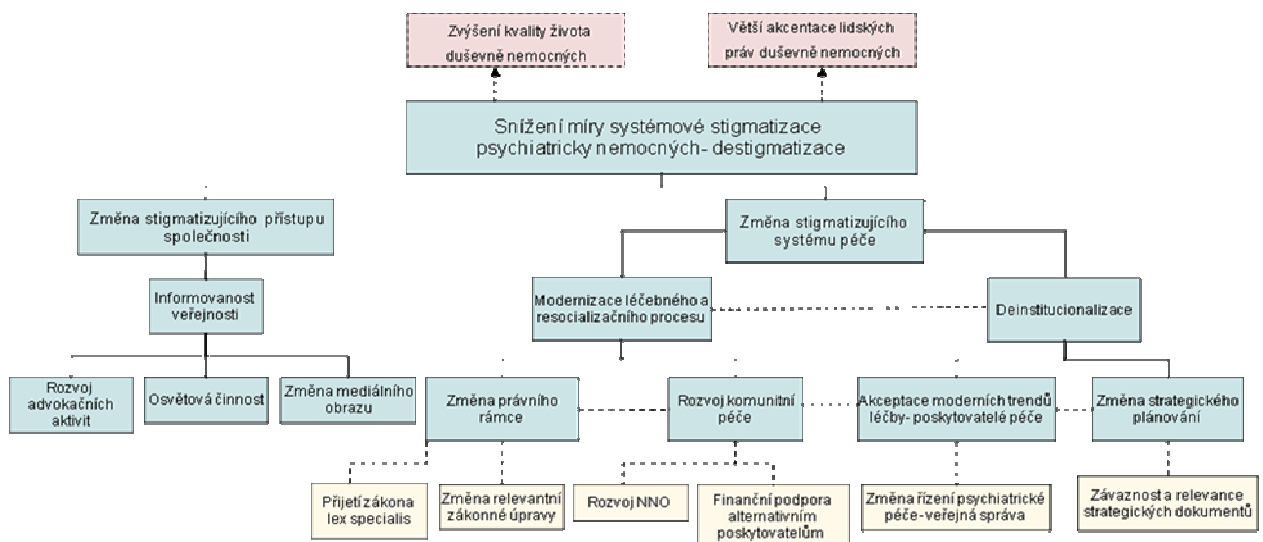 Zvýšení kvality života
duševně nemocných
Větší akcentace lidských
práv duševně nemocných
Snížení míry systémové stigmatizace
psychiatricky nemocných- destigmatizace
Změna stigmatizujícího přístupu
společnosti
Změna stigmatizujícího
systému péče
Informovanost
veřejnosti
Modernizace léčebného a
resocializačního procesu
Deinstitucionalizace
Rozvoj
advokačních
aktivit
Osvětová činnost
Změna mediálního
obrazu
Změna právního
rámce
Rozvoj komunitní
péče
Akceptace moderních trendů
léčby- poskytovatelé péče
Změna strategického
plánování
Přijetí zákona
lex specialis
Změna relevantní
zákonné úpravy
Rozvoj NNO
Finanční podpora
alternativním
poskytovatelům
Změna řízení psychiatrické
péče-veřejná správa
Závaznost a relevance
strategických dokumentů